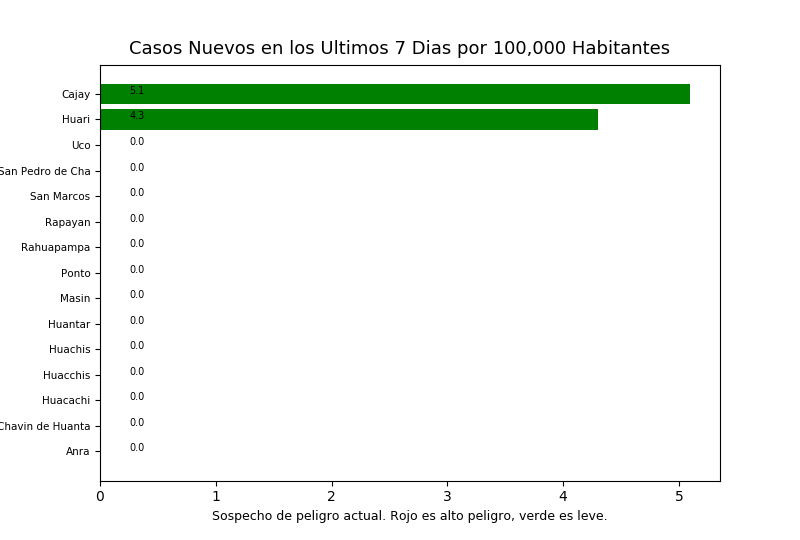 Casos Nuevos en los Ultimos 7 Dias por 100,000 Habitantes
Cajay 5.1
Huari 4.3
Uco 0.0
San Pedro de Cha 0.0
San Marcos 0.0
Rapayan 0.0
Rahuapampa 0.0
Ponto 0.0
Masin 0.0
Huantar 0.0
Huachis 0.0
Huacchis 0.0
Huacachi 0.0
Chavin de Huanta 0.0
Anra 0.0
0 1 2 3 4 5
Sospecho de peligro actual. Rojo es alto peligro, verde es leve.